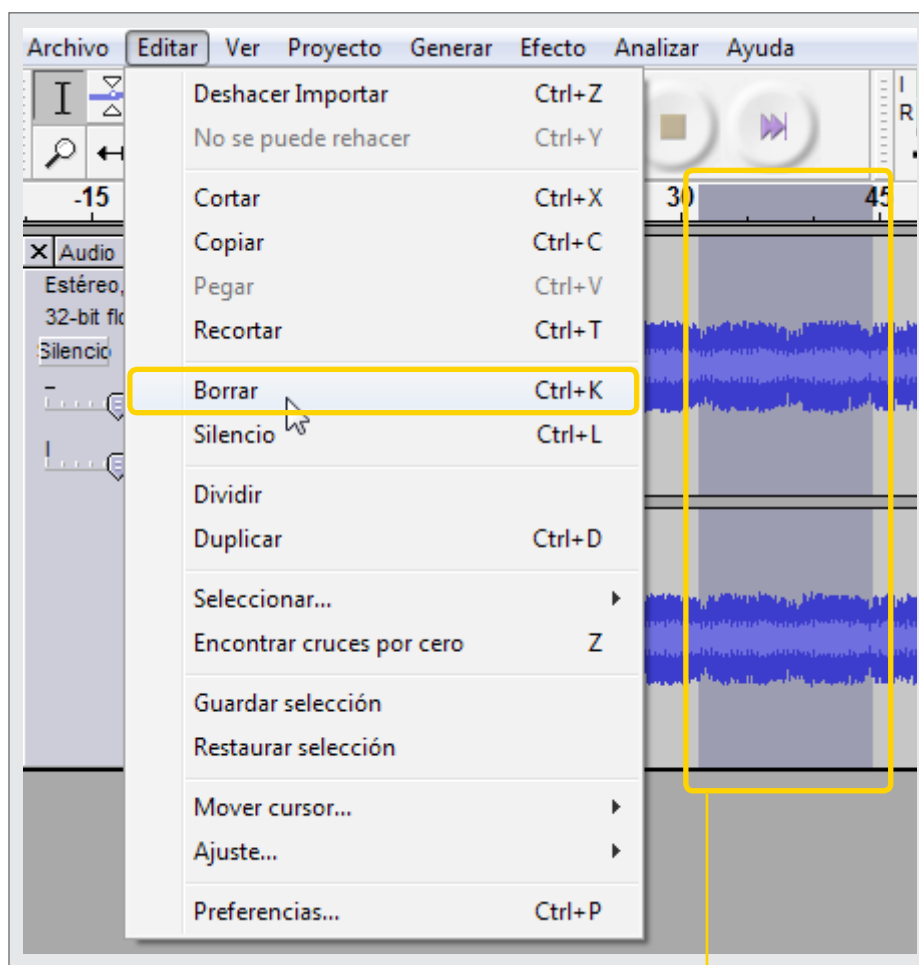 Archivo Editar Ver Proyecto Generar Efecto Analizar Ayuda
Deshacer Importar Ctrl+Z
No se puede rehacer Ctrl+Y
I
R
-15
30
45
Cortar Ctrl+X
Copiar Ctrl+C
Pegar Ctrl+V
Recortar Ctrl+T
Borrar Ctrl+K
Silencio Ctrl+L
Dividir
Duplicar Ctrl+D
Seleccionar...
Encontrar cruces por cero Z
Guardar selección
Restaurar selección
Mover cursor...
Ajuste...
Preferencias... Ctrl+P
X Audio
Estéreo,
32-bit flo
Silencio